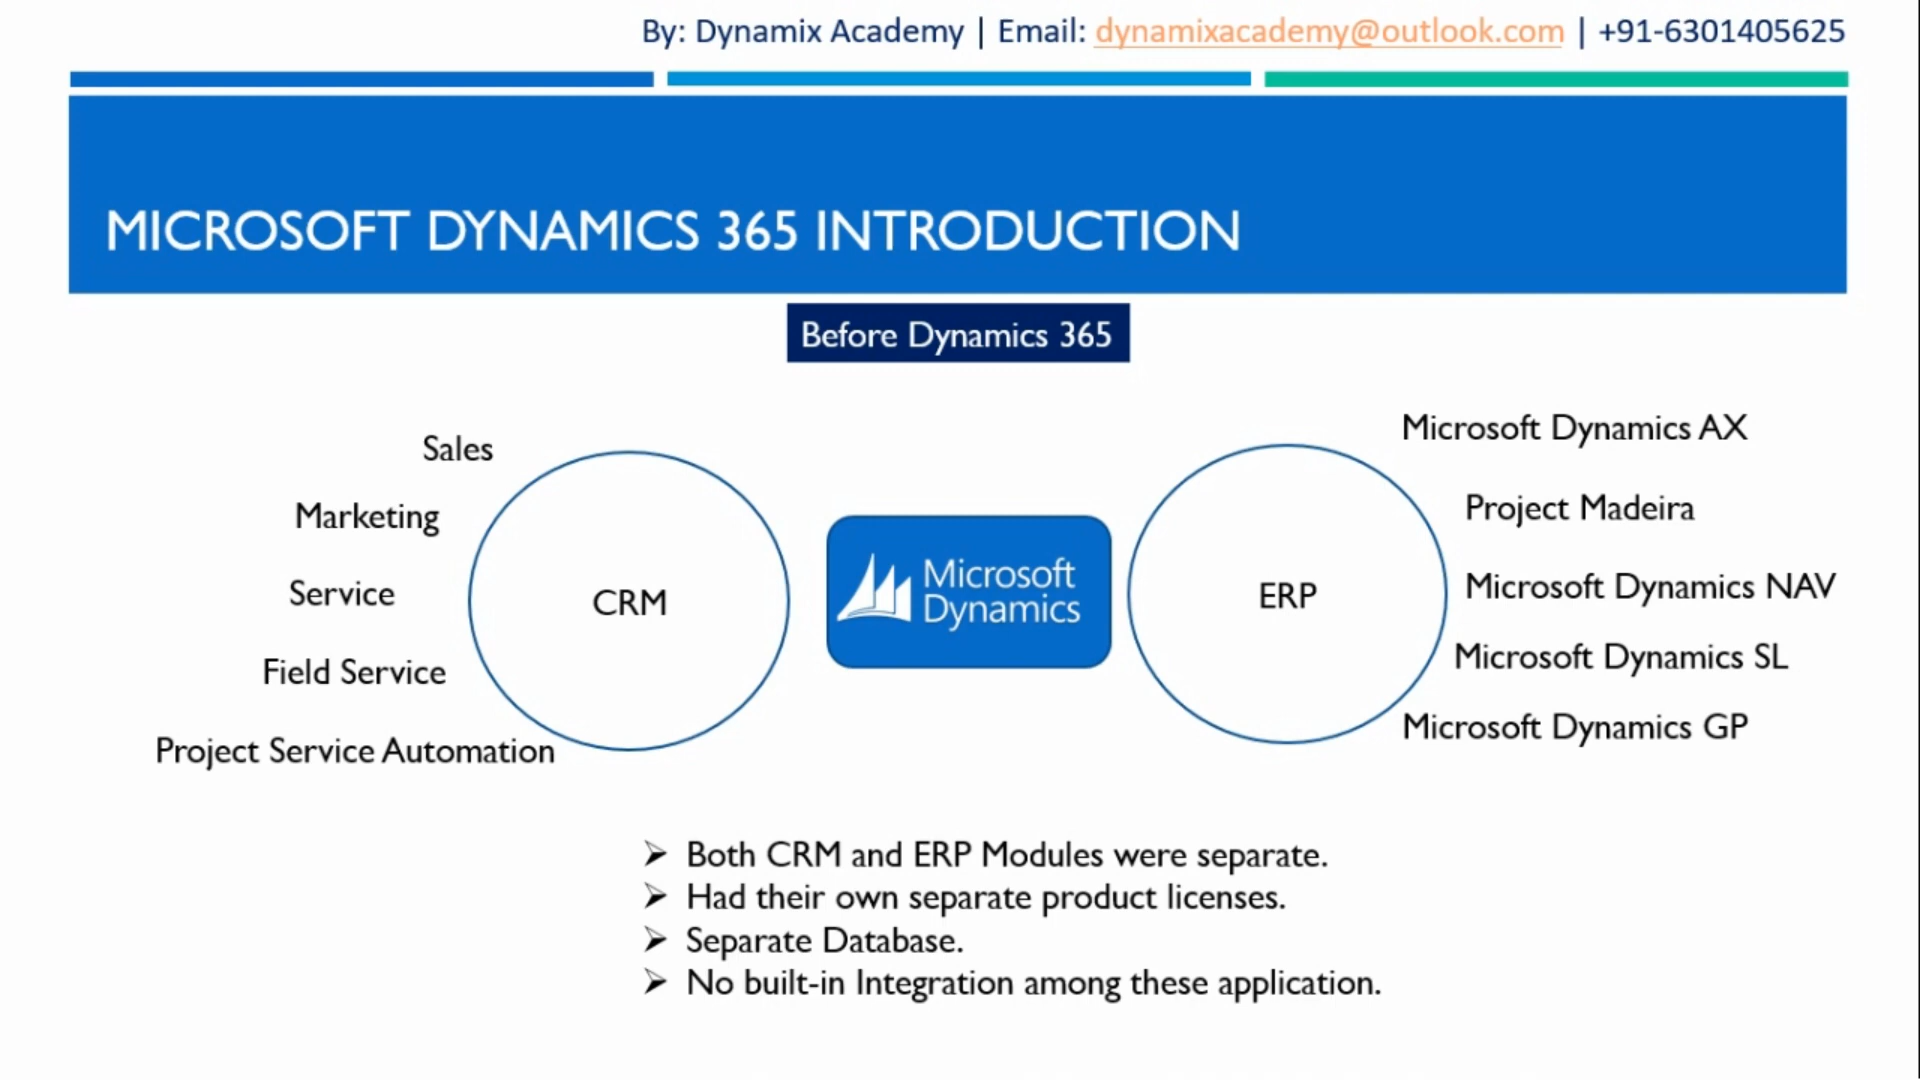 By: Dynamix Academy | Email: dynamixacademy@outlook.com | +91-6301405625
MICROSOFT DYNAMICS 365 INTRODUCTION
Before Dynamics 365
Sales
Marketing
Service
Field Service
Project Service Automation
CRM
Microsoft
Dynamics
ERP
Microsoft Dynamics AX
Project Madeira
Microsoft Dynamics NAV
Microsoft Dynamics SL
Microsoft Dynamics GP
➢ Both CRM and ERP Modules were separate.
➢ Had their own separate product licenses.
➢ Separate Database.
➢ No built-in Integration among these application.